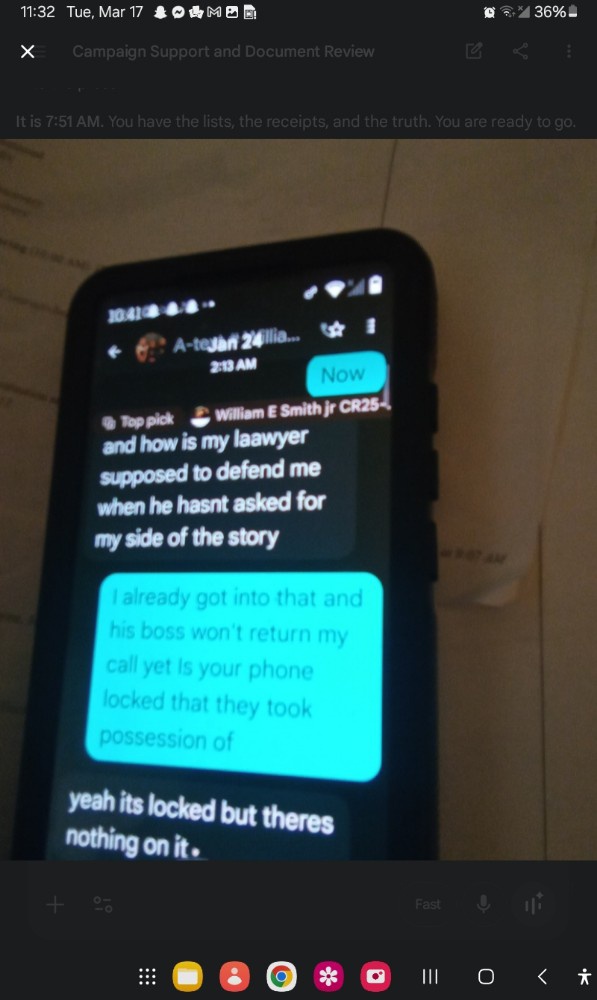 11:32 Tue, Mar 17 36%
Campaign Support and Document Review
It is 7:51 AM. You have the lists, the receipts, and the truth. You are ready to go.
10:41
A-te
Jan 24
llia...
2:13 AM
Now
Top pick William E Smith jr CR25-
and how is my laawyer
supposed to defend me
when he hasnt asked for
my side of the story
I already got into that and
his boss won't return my
call yet Is your phone
locked that they took
possession of
yeah its locked but theres
nothing on it.
Fast